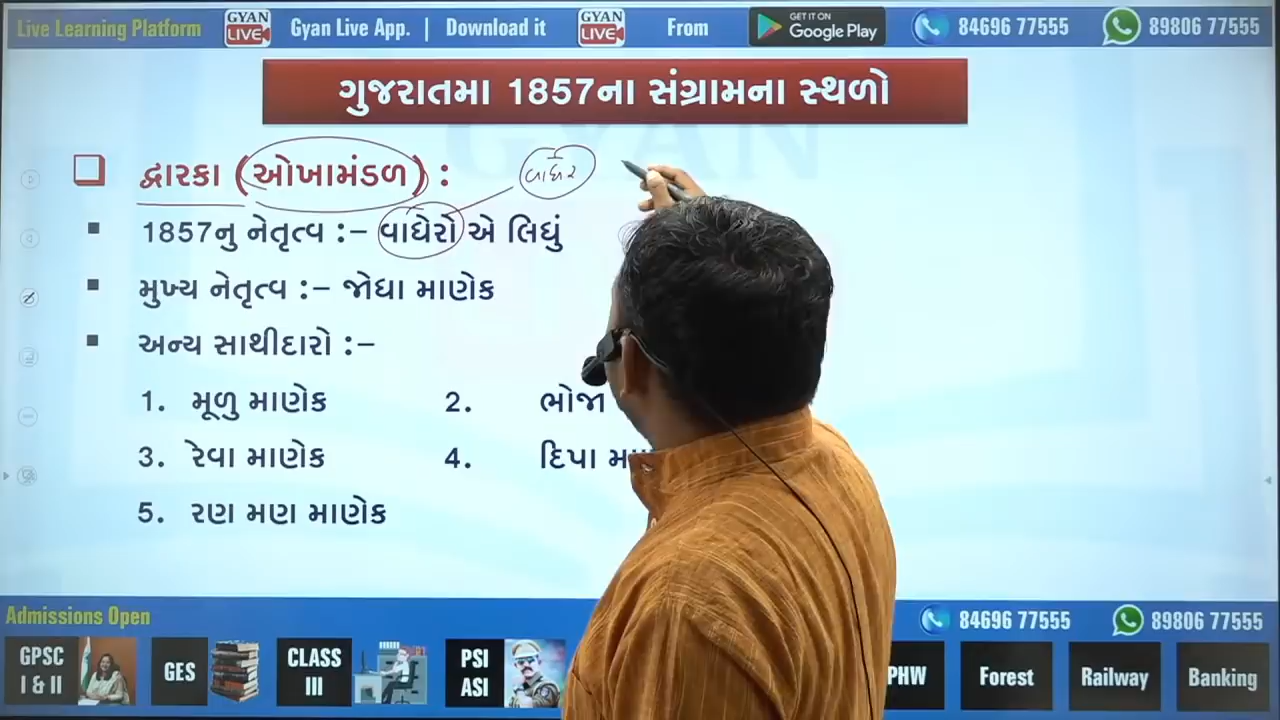 Live Learning Platform GYAN LIVE Gyan Live App. | Download it GYAN LIVE From GET IT ON Google Play 84696 77555 89806 77555
ગુજરાતમા 1857ના સંગ્રામના સ્થળો
❑ દ્વારકા (ઓખામંડળ) :
વાઘેર
▪ 1857નુ નેતૃત્વ :– વાઘેરો એ લિધું
▪ મુખ્ય નેતૃત્વ :– જોધા માણેક
▪ અન્ય સાથીદારો :–
1. મૂળુ માણેક 2. ભોજા
3. રેવા માણેક 4. દિપા
5. રણ મણ માણેક
Admissions Open 84696 77555 89806 77555
GPSC I & II GES CLASS III PSI ASI PHW Forest Railway Banking